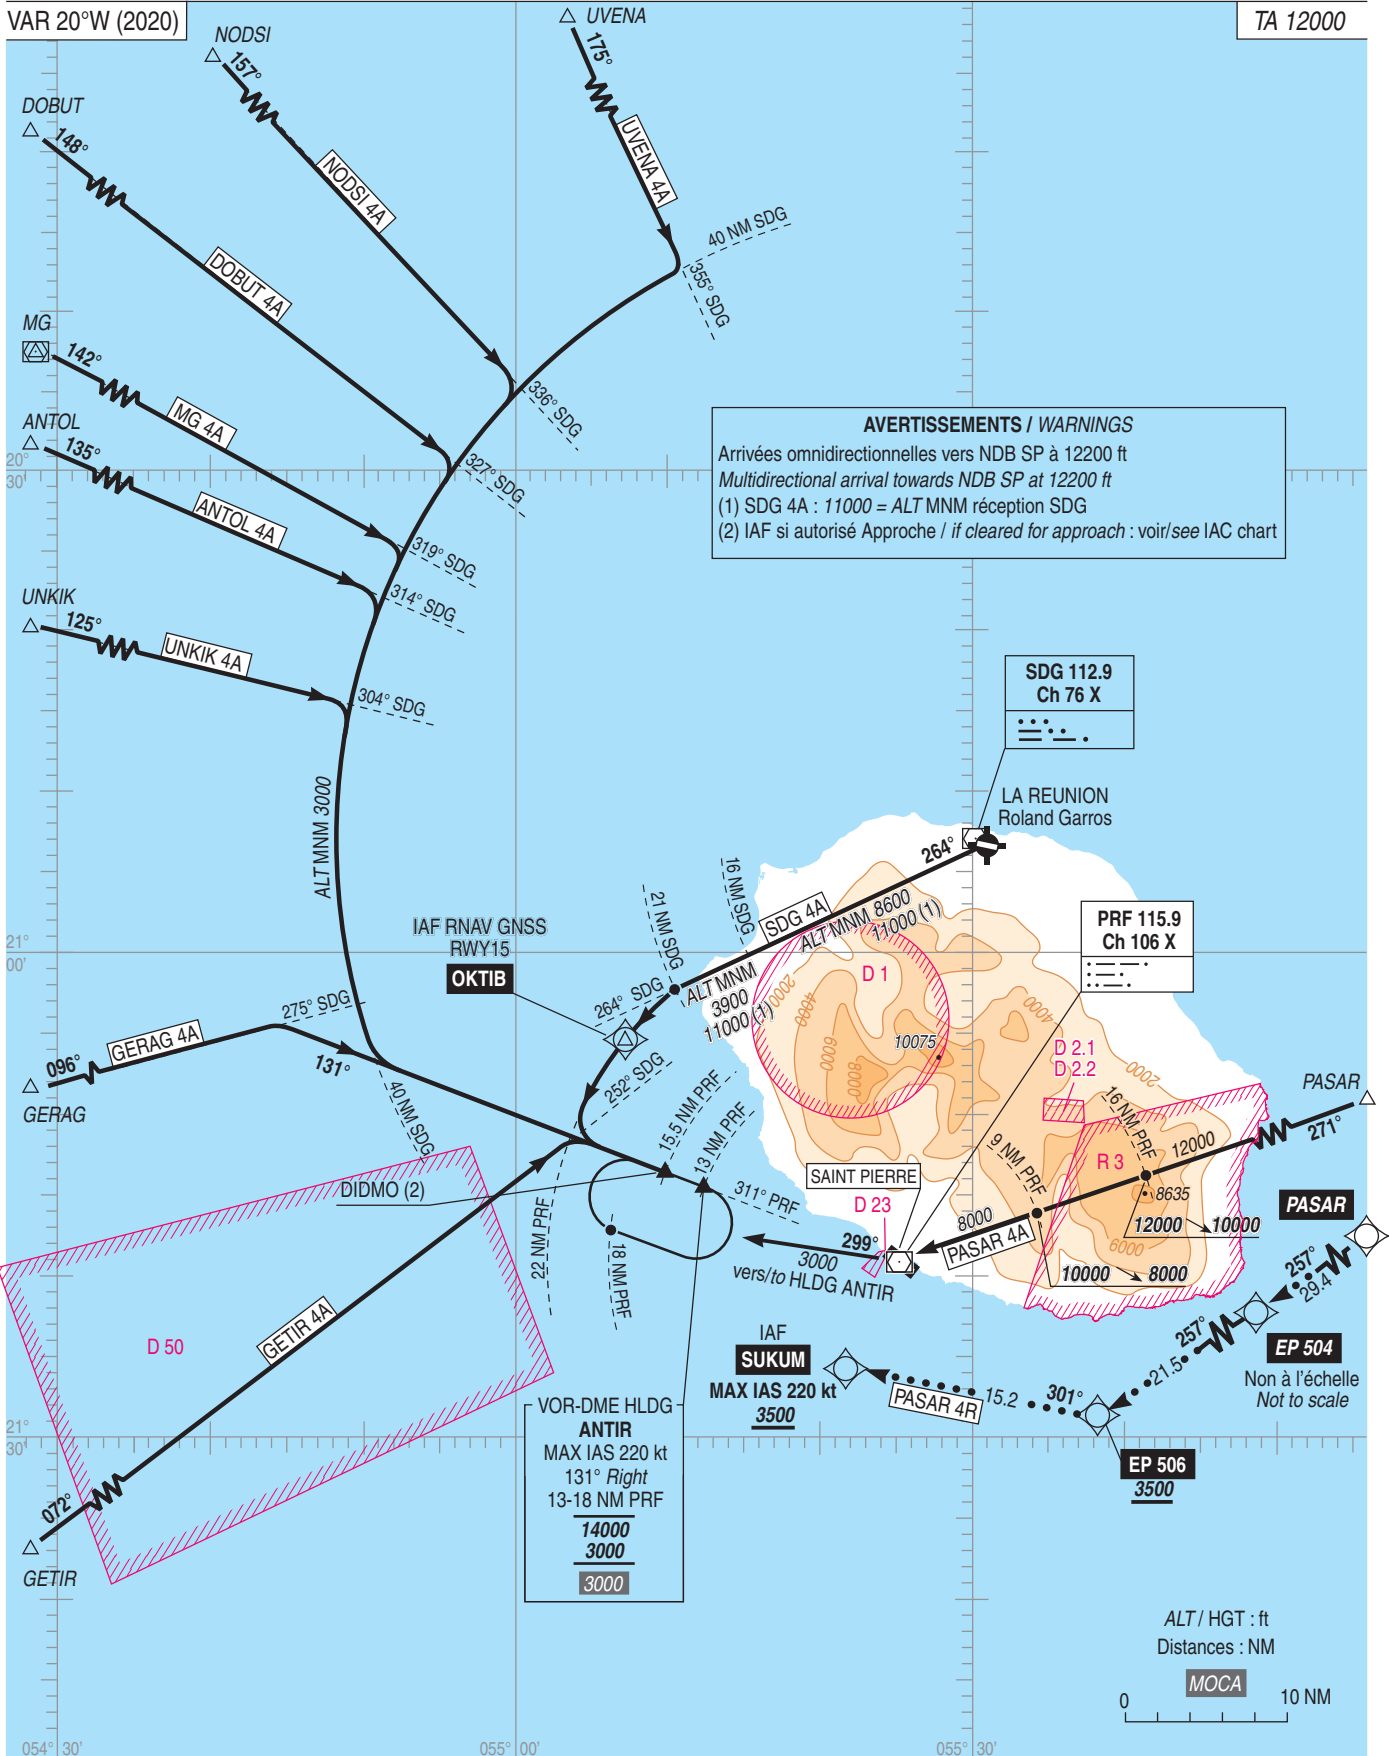 VAR 20°W (2020)
TA 12000
UVENA
175°
UVENA 4A
NODSI
157°
NODSI 4A
DOBUT
148°
DOBUT 4A
40 NM SDG
355° SDG
MG
142°
MG 4A
336° SDG
ANTOL
135°
ANTOL 4A
327° SDG
20°
30'
319° SDG
314° SDG
UNKIK
125°
UNKIK 4A
304° SDG
AVERTISSEMENTS / WARNINGS
Arrivées omnidirectionnelles vers NDB SP à 12200 ft
Multidirectional arrival towards NDB SP at 12200 ft
(1) SDG 4A : 11000 = ALT MNM réception SDG
(2) IAF si autorisé Approche / if cleared for approach : voir/see IAC chart
SDG 112.9
Ch 76 X
LA REUNION
Roland Garros
ALT MNM 3000
264°
SDG 4A
ALT MNM 8600
11000 (1)
16 NM SDG
21 NM SDG
IAF RNAV GNSS
RWY15
OKTIB
PRF 115.9
Ch 106 X
21°
00'
D 1
264° SDG
ALT MNM
3900
11000 (1)
2000
4000
6000
8000
10075
4000
2000
275° SDG
GERAG 4A
096°
GERAG
131°
40 NM SDG
252° SDG
15.5 NM PRF
13 NM PRF
D 2.1
D 2.2
16 NM PRF
9 NM PRF
R 3
12000
PASAR
271°
8635
12000 10000
6000
DIDMO (2)
311° PRF
SAINT PIERRE
D 23
8000
PASAR 4A
10000 8000
299°
3000
vers/to HLDG ANTIR
22 NM PRF
18 NM PRF
PASAR
257°
29.4
EP 504
Non à l'échelle
Not to scale
257°
21.5
GETIR 4A
D 50
IAF
SUKUM
MAX IAS 220 kt
3500
PASAR 4R
15.2
301°
EP 506
3500
VOR-DME HLDG
ANTIR
MAX IAS 220 kt
131° Right
13-18 NM PRF
14000
3000
3000
21°
30'
072°
GETIR
ALT / HGT : ft
Distances : NM
MOCA
0 10 NM
054° 30'
055° 00'
055° 30'